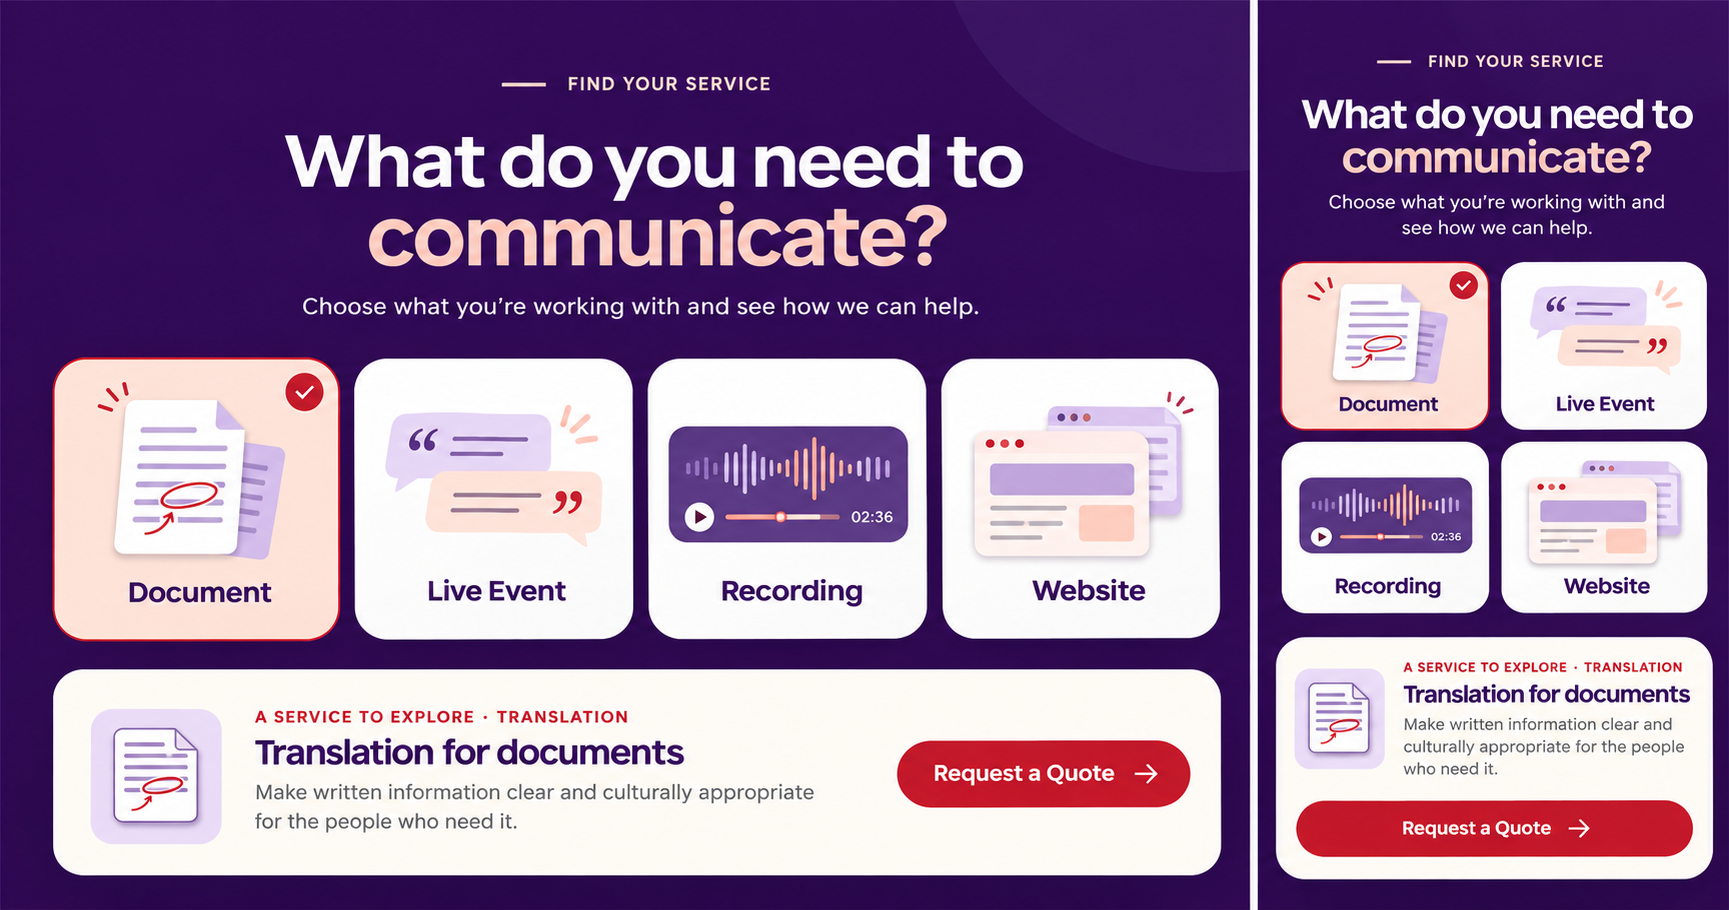 FIND YOUR SERVICE
What do you need to
communicate?
Choose what you’re working with and see how we can help.
“
”
02:36
Document
Live Event
Recording
Website
A SERVICE TO EXPLORE · TRANSLATION
Translation for documents
Make written information clear and culturally appropriate
for the people who need it.
Request a Quote →
FIND YOUR SERVICE
What do you need to
communicate?
Choose what you’re working with and
see how we can help.
“
”
Document
Live Event
02:36
Recording
Website
A SERVICE TO EXPLORE · TRANSLATION
Translation for documents
Make written information clear and
culturally appropriate for the people
who need it.
Request a Quote →